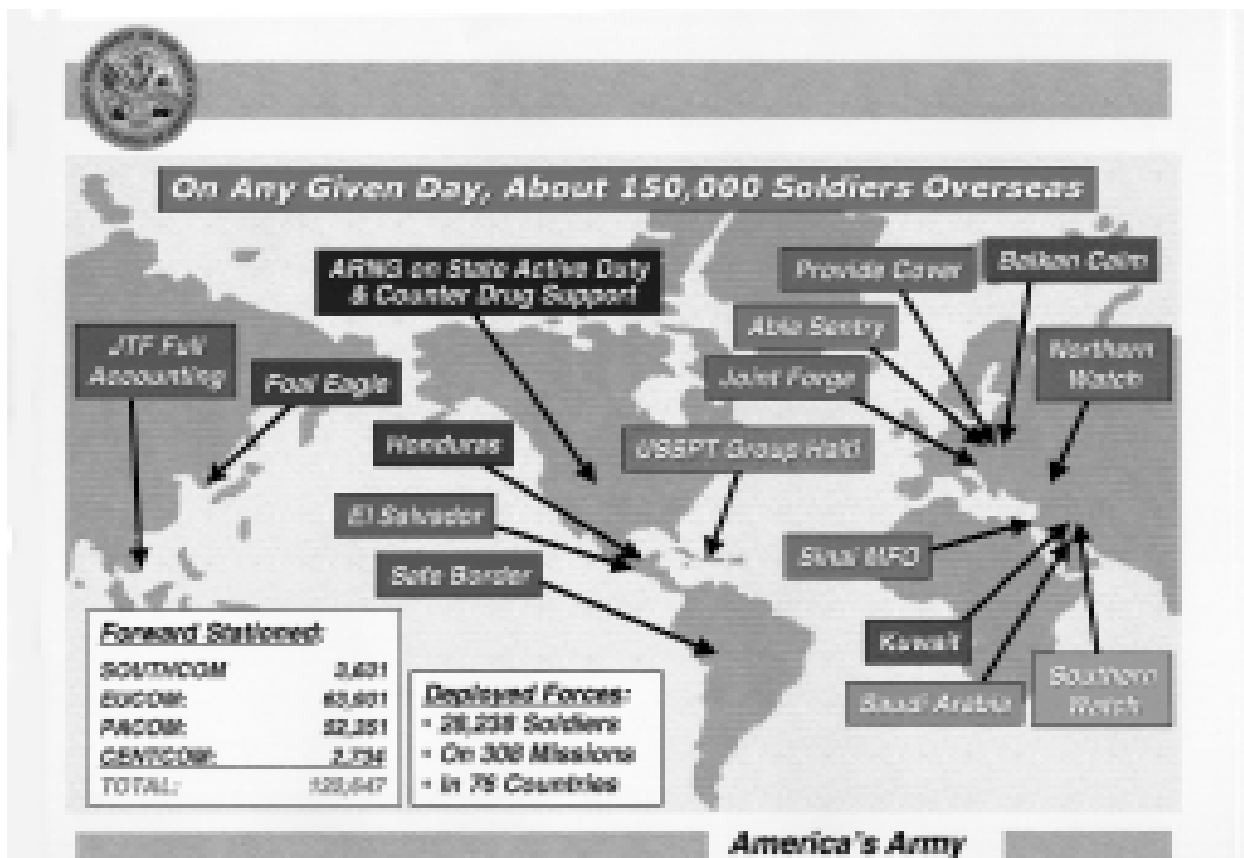 On Any Given Day, About 150,000 Soldiers Overseas
ARNG on State Active Duty
& Counter Drug Support
Provide Cover
Balkan Calm
JTF Full
Accounting
Foal Eagle
Able Sentry
Joint Forge
Northern
Watch
Honduras
USSPT Group Haiti
El Salvador
Safe Border
Sinai MFO
Kuwait
Saudi Arabia
Southern
Watch
Forward Stationed:
SOUTHCOM
EUCOM:
PACOM:
CENTCOM:
TOTAL:
Deployed Forces:
• Soldiers
• On 308 Missions
• In 76 Countries
America's Army